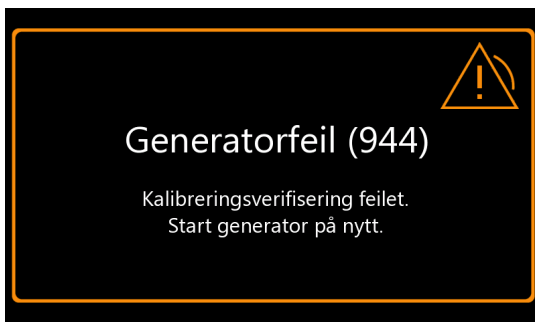 Generatorfeil (944)
Kalibreringsverifisering feilet.
Start generator på nytt.